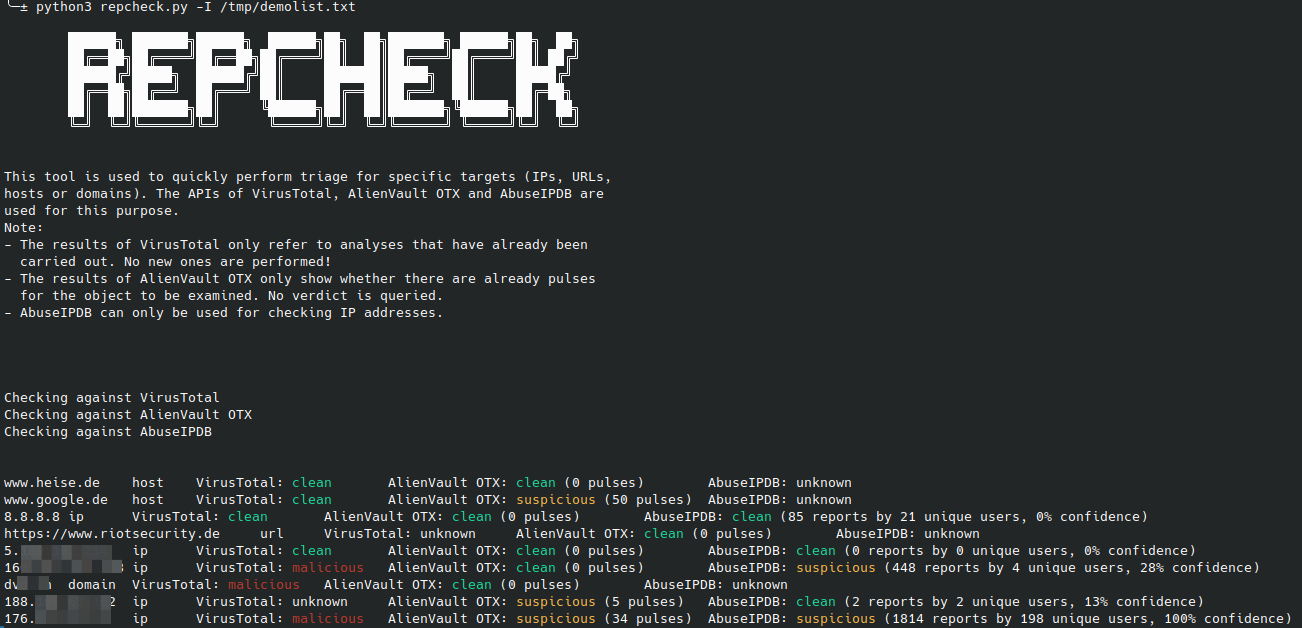 python3 repcheck.py -I /tmp/demolist.txt
REPCHECK
This tool is used to quickly perform triage for specific targets (IPs, URLs,
hosts or domains). The APIs of VirusTotal, AlienVault OTX and AbuseIPDB are
used for this purpose.
Note:
- The results of VirusTotal only refer to analyses that have already been
carried out. No new ones are performed!
- The results of AlienVault OTX only show whether there are already pulses
for the object to be examined. No verdict is queried.
- AbuseIPDB can only be used for checking IP addresses.
Checking against VirusTotal
Checking against AlienVault OTX
Checking against AbuseIPDB
www.heise.de host VirusTotal: clean AlienVault OTX: clean (0 pulses) AbuseIPDB: unknown
www.google.de host VirusTotal: clean AlienVault OTX: suspicious (50 pulses) AbuseIPDB: unknown
8.8.8.8 ip VirusTotal: clean AlienVault OTX: clean (0 pulses) AbuseIPDB: clean (85 reports by 21 unique users, 0% confidence)
https://www.riotsecurity.de url VirusTotal: unknown AlienVault OTX: clean (0 pulses) AbuseIPDB: unknown
5. ip VirusTotal: clean AlienVault OTX: clean (0 pulses) AbuseIPDB: clean (0 reports by 0 unique users, 0% confidence)
16 ip VirusTotal: malicious AlienVault OTX: clean (0 pulses) AbuseIPDB: suspicious (448 reports by 4 unique users, 28% confidence)
domain VirusTotal: malicious AlienVault OTX: clean (0 pulses) AbuseIPDB: unknown
188. 2 ip VirusTotal: unknown AlienVault OTX: suspicious (5 pulses) AbuseIPDB: clean (2 reports by 2 unique users, 13% confidence)
176. ip VirusTotal: malicious AlienVault OTX: suspicious (34 pulses) AbuseIPDB: suspicious (1814 reports by 198 unique users, 100% confidence)